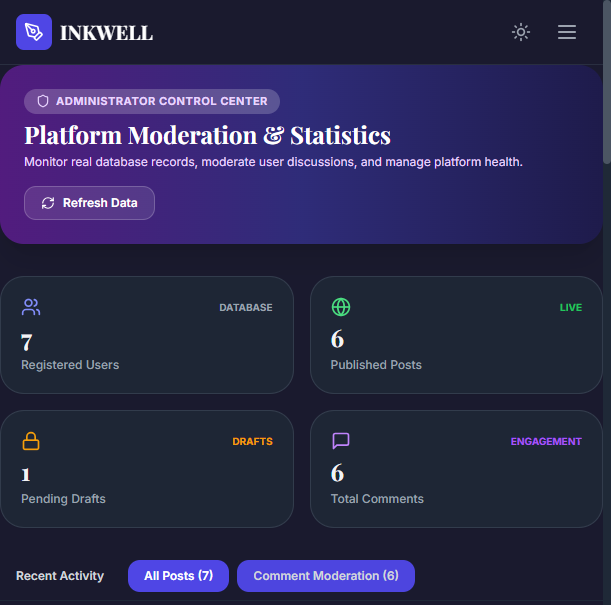 INKWELL
ADMINISTRATOR CONTROL CENTER
Platform Moderation & Statistics
Monitor real database records, moderate user discussions, and manage platform health.
Refresh Data
DATABASE
7
Registered Users
LIVE
6
Published Posts
DRAFTS
1
Pending Drafts
ENGAGEMENT
6
Total Comments
Recent Activity
All Posts (7)
Comment Moderation (6)